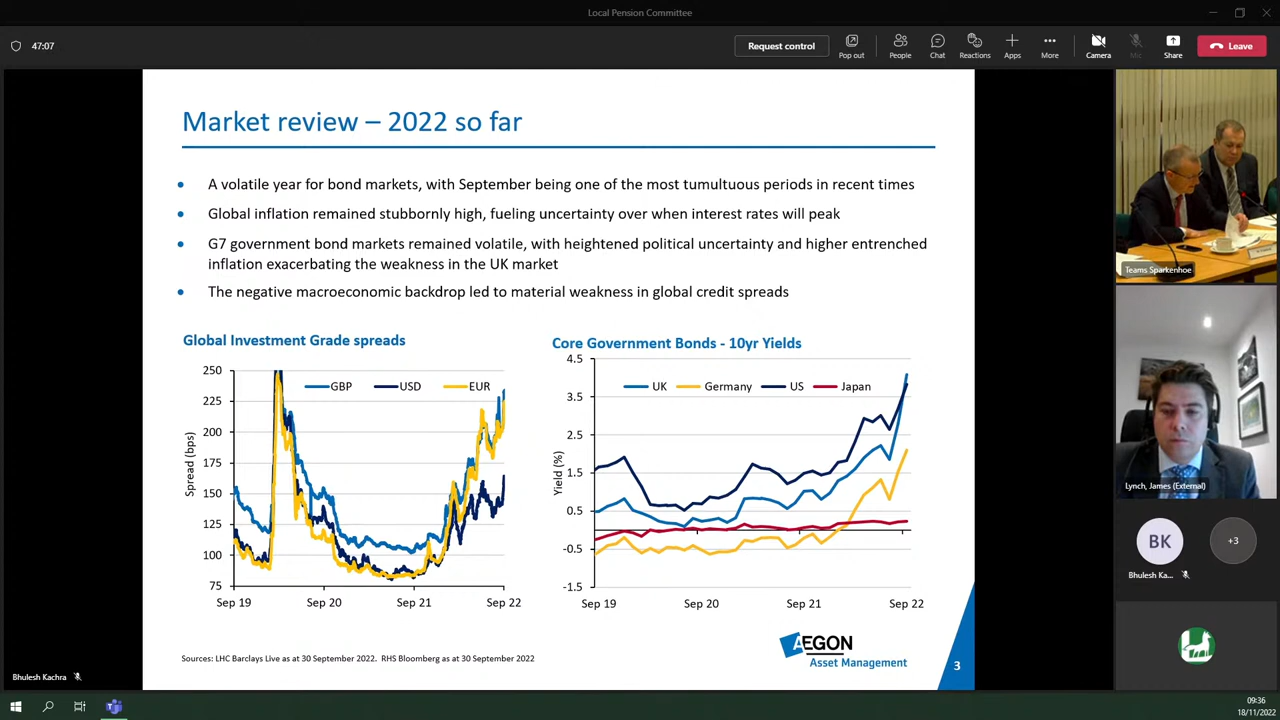 Local Pension Committee
47:07
Request control
Pop out
People
Chat
Reactions
Apps
More
Camera
Mic
Share
Leave
Market review – 2022 so far
• A volatile year for bond markets, with September being one of the most tumultuous periods in recent times
• Global inflation remained stubbornly high, fueling uncertainty over when interest rates will peak
• G7 government bond markets remained volatile, with heightened political uncertainty and higher entrenched
inflation exacerbating the weakness in the UK market
• The negative macroeconomic backdrop led to material weakness in global credit spreads
Global Investment Grade spreads
250
225
200
175
150
125
100
75
Spread (bps)
GBP
USD
EUR
Sep 19
Sep 20
Sep 21
Sep 22
Core Government Bonds - 10yr Yields
4.5
3.5
2.5
1.5
0.5
-0.5
-1.5
Yield (%)
UK
Germany
US
Japan
Sep 19
Sep 20
Sep 21
Sep 22
Sources: LHC Barclays Live as at 30 September 2022. RHS Bloomberg as at 30 September 2022
AEGON
Asset Management
3
Teams Sparkenhoe
Lynch, James (External)
BK
+3
Bhulesh Ka...
Bhulesh Kachra
09:36
18/11/2022